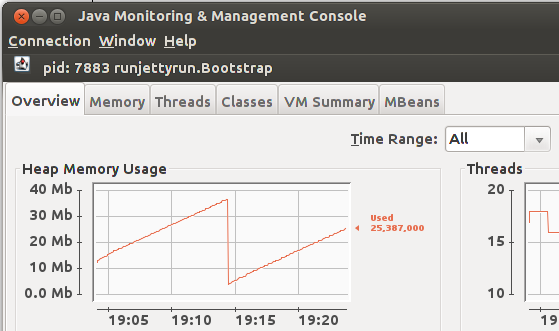 Java Monitoring & Management Console
Connection Window Help
pid: 7883 runjettyrun.Bootstrap
Overview Memory Threads Classes VM Summary MBeans
Time Range: All
Heap Memory Usage
40 Mb
30 Mb
20 Mb
10 Mb
0.0 Mb
Used
25,387,000
19:05 19:10 19:15 19:20
Threads
20
15
10
19